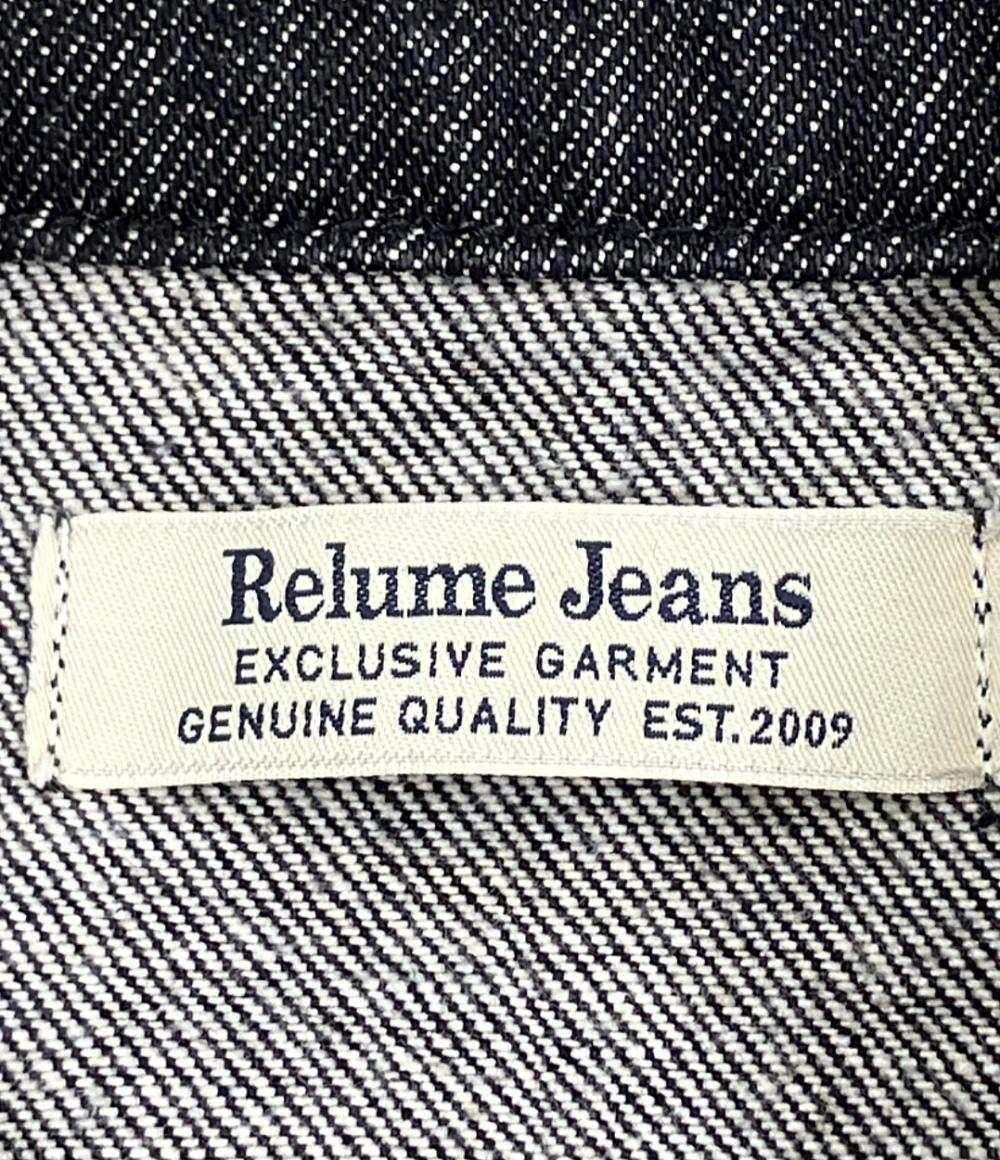 Relume Jeans
EXCLUSIVE GARMENT
GENUINE QUALITY EST.2009